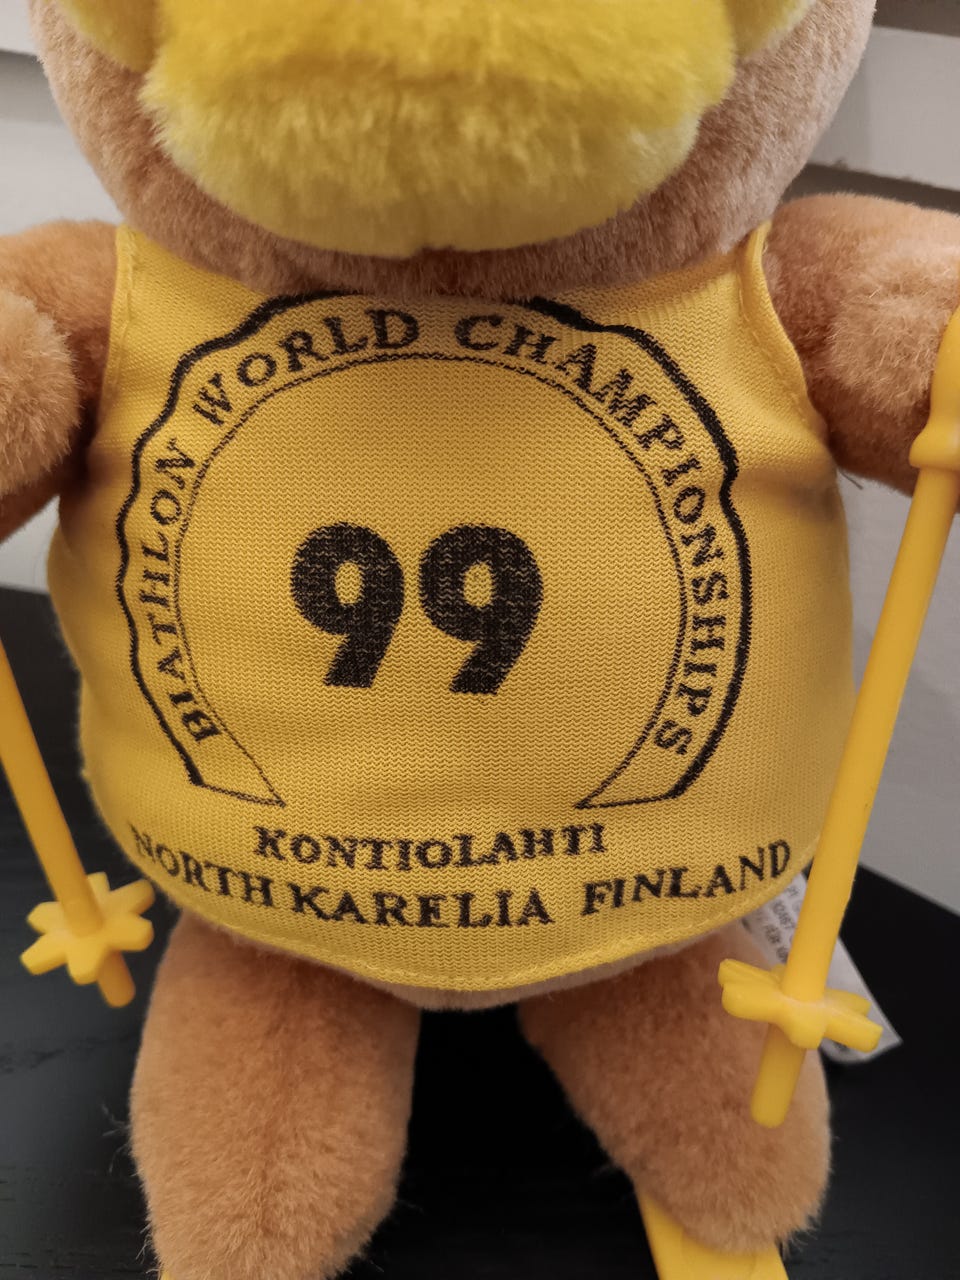 BIATHLON WORLD CHAMPIONSHIPS
99
KONTIOLAHTI
NORTH KARELIA FINLAND